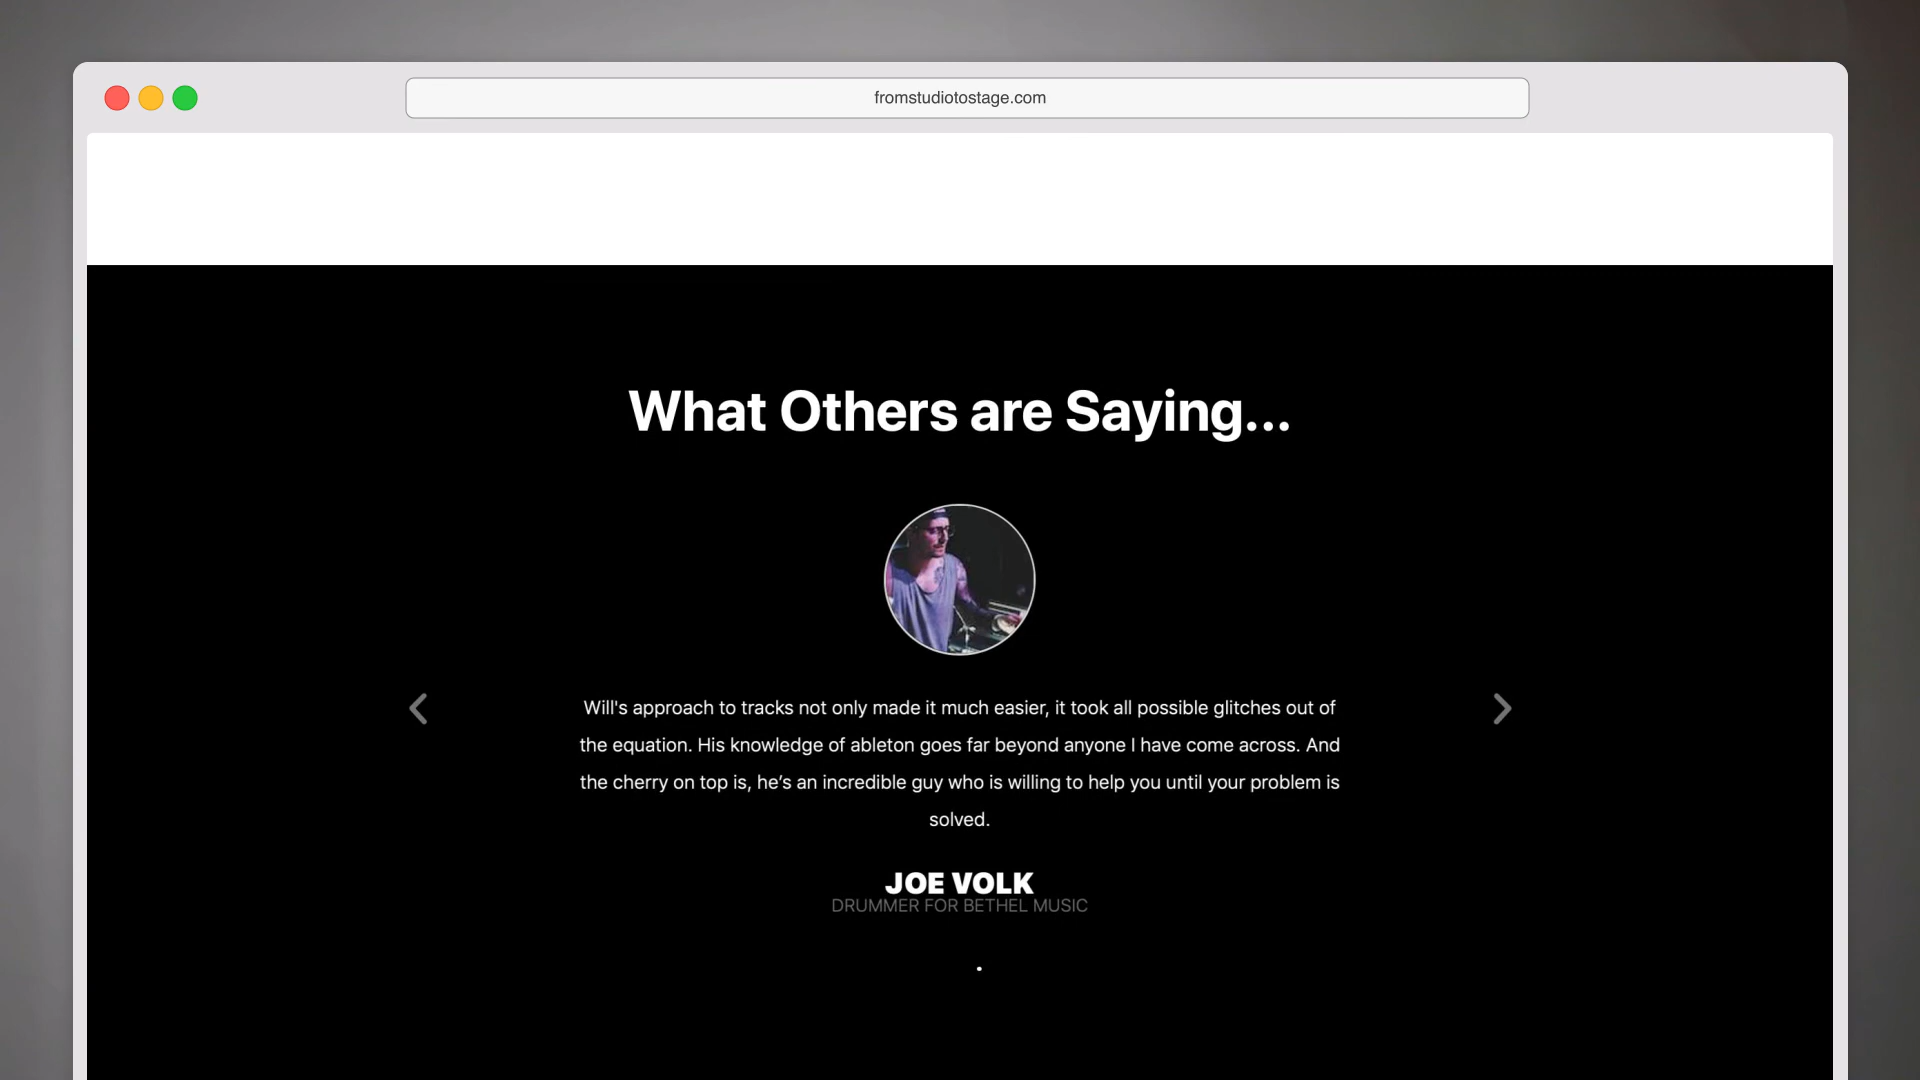 fromstudiotostage.com
What Others are Saying...
Will's approach to tracks not only made it much easier, it took all possible glitches out of
the equation. His knowledge of ableton goes far beyond anyone I have come across. And
the cherry on top is, he’s an incredible guy who is willing to help you until your problem is
solved.
JOE VOLK
DRUMMER FOR BETHEL MUSIC